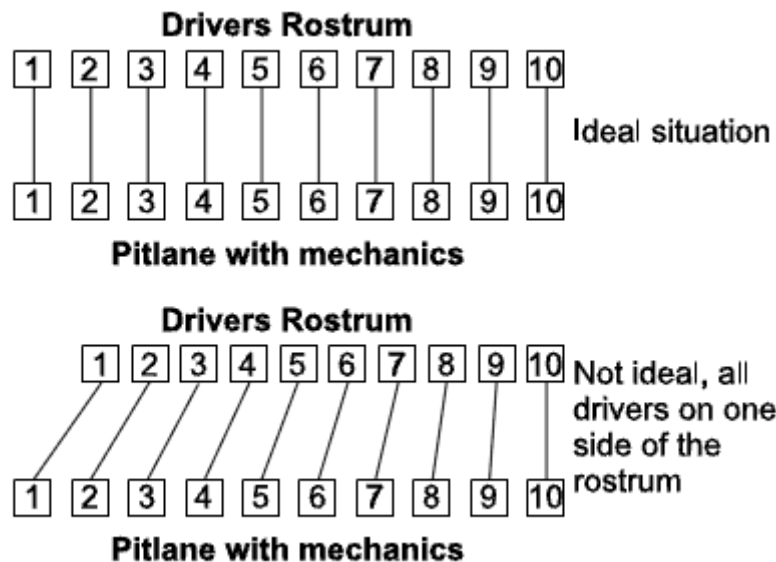 Drivers Rostrum
1 2 3 4 5 6 7 8 9 10
Ideal situation
1 2 3 4 5 6 7 8 9 10
Pitlane with mechanics
Drivers Rostrum
1 2 3 4 5 6 7 8 9 10
Not ideal, all
drivers on one
side of the
rostrum
1 2 3 4 5 6 7 8 9 10
Pitlane with mechanics